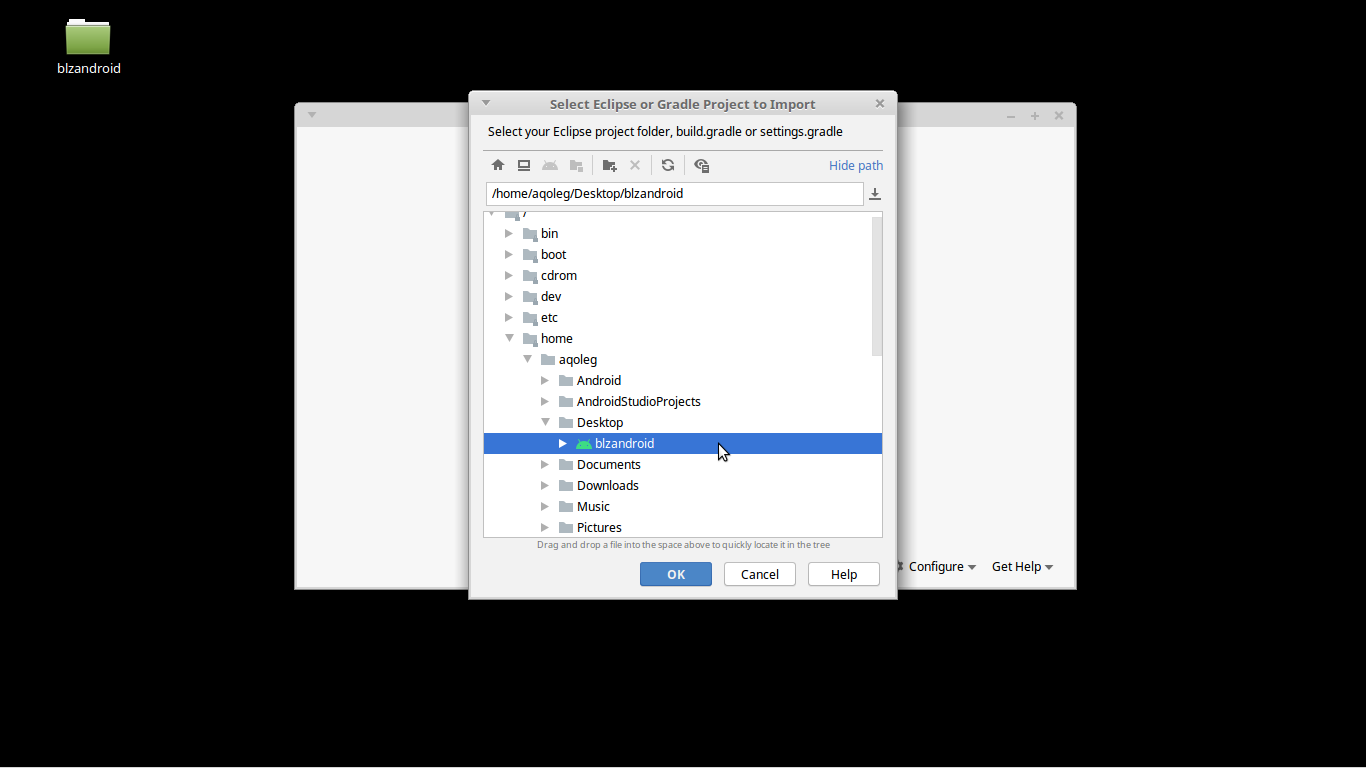 blzandroid
Select Eclipse or Gradle Project to Import
Select your Eclipse project folder, build.gradle or settings.gradle
Hide path
/home/aqoleg/Desktop/blzandroid
/
bin
boot
cdrom
dev
etc
home
aqoleg
Android
AndroidStudioProjects
Desktop
blzandroid
Documents
Downloads
Music
Pictures
Drag and drop a file into the space above to quickly locate it in the tree
OK Cancel Help
Configure Get Help